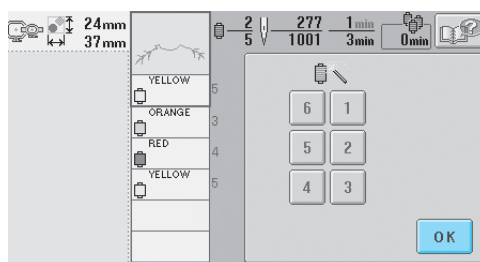 24mm
37mm
2
5
277
1001
1min
3min
0min
YELLOW
5
ORANGE
3
RED
4
YELLOW
5
6 1
5 2
4 3
OK